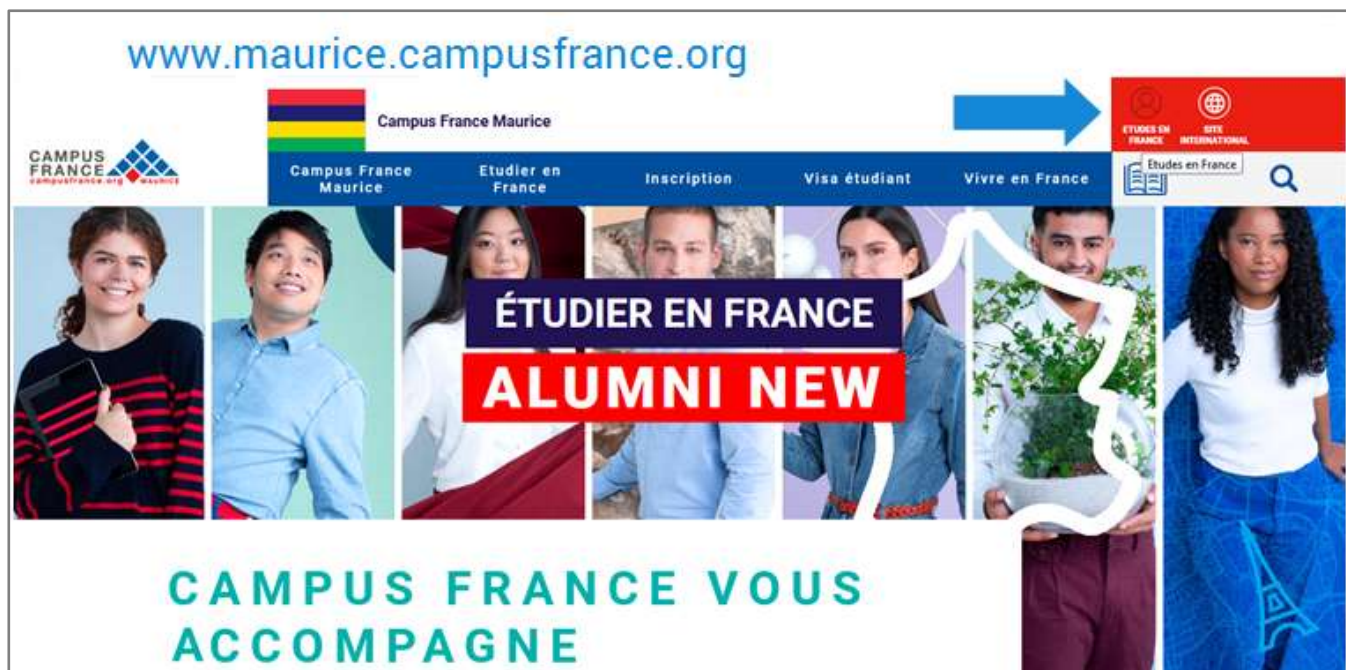 www.maurice.campusfrance.org
Campus France Maurice
ETUDES EN
FRANCE
SITE
INTERNATIONAL
CAMPUS
FRANCE
campusfrance.org
MAURICE
Campus France
Maurice
Etudier en
France
Inscription
Visa étudiant
Vivre en France
Etudes en France
ÉTUDIER EN FRANCE
ALUMNI NEW
CAMPUS FRANCE VOUS
ACCOMPAGNE